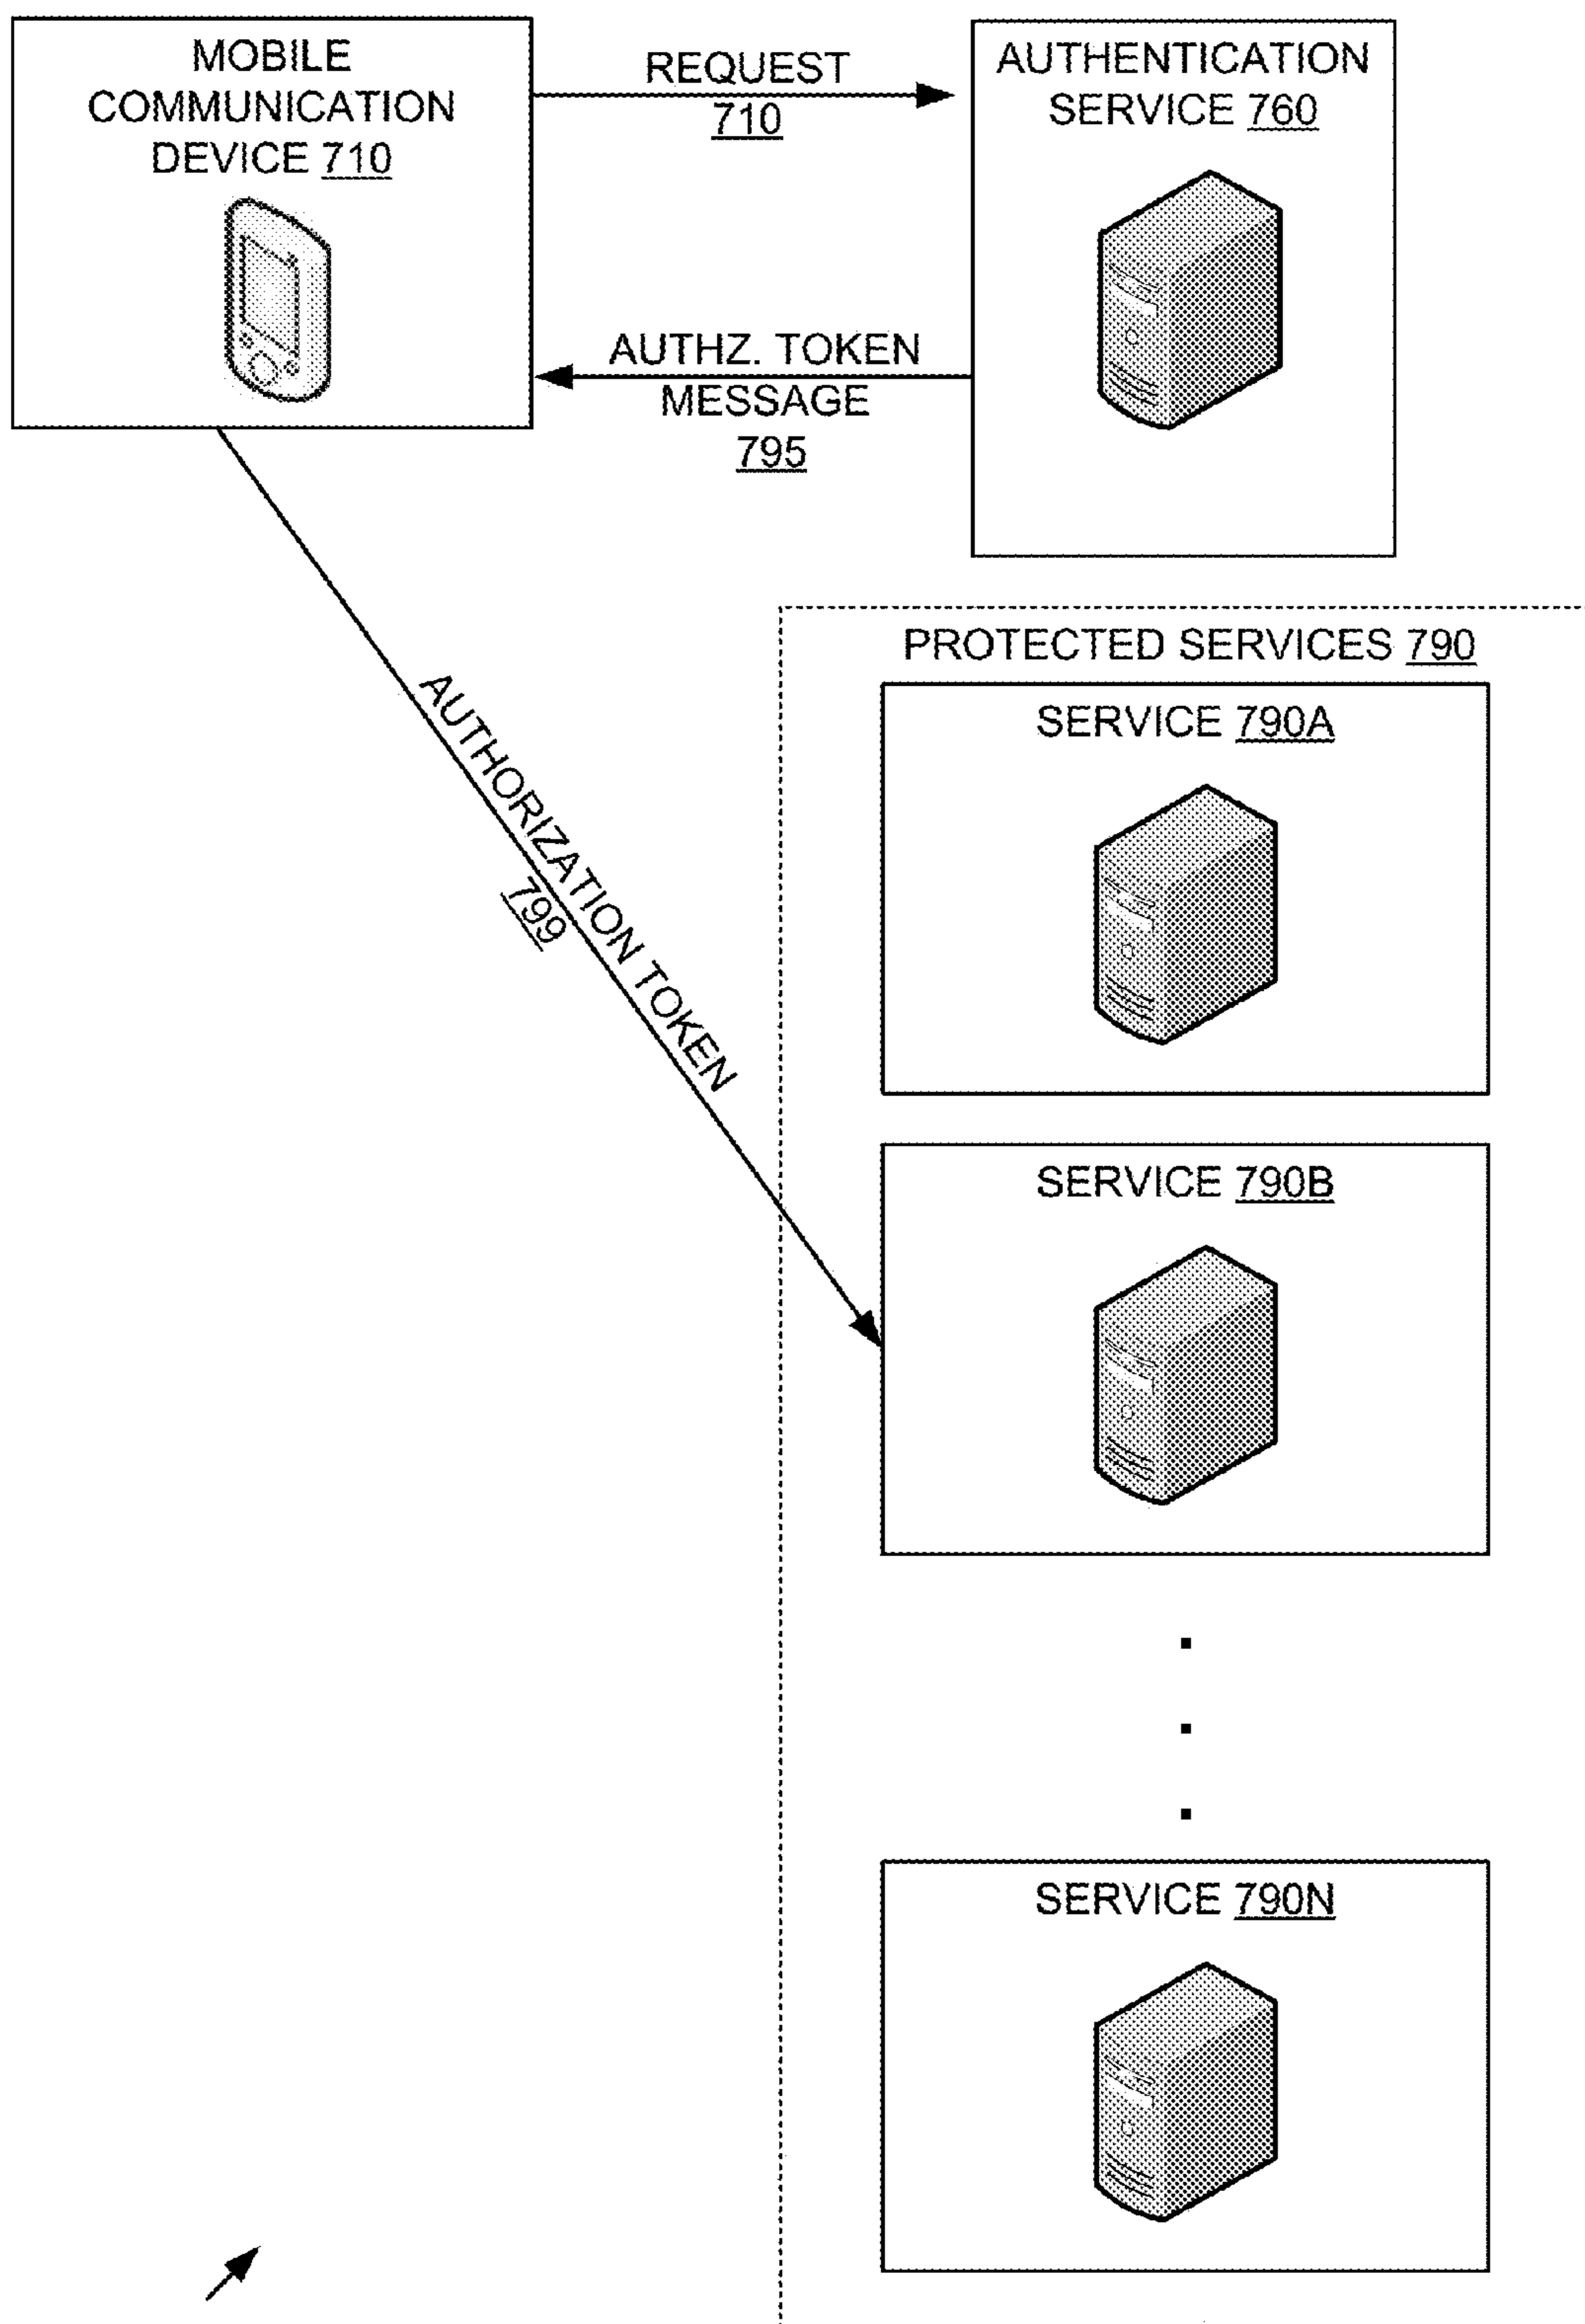 MOBILE
COMMUNICATION
DEVICE 710
REQUEST
710
AUTHENTICATION
SERVICE 760
AUTHZ. TOKEN
MESSAGE
795
AUTHORIZATION TOKEN
799
PROTECTED SERVICES 790
SERVICE 790A
SERVICE 790B
SERVICE 790N